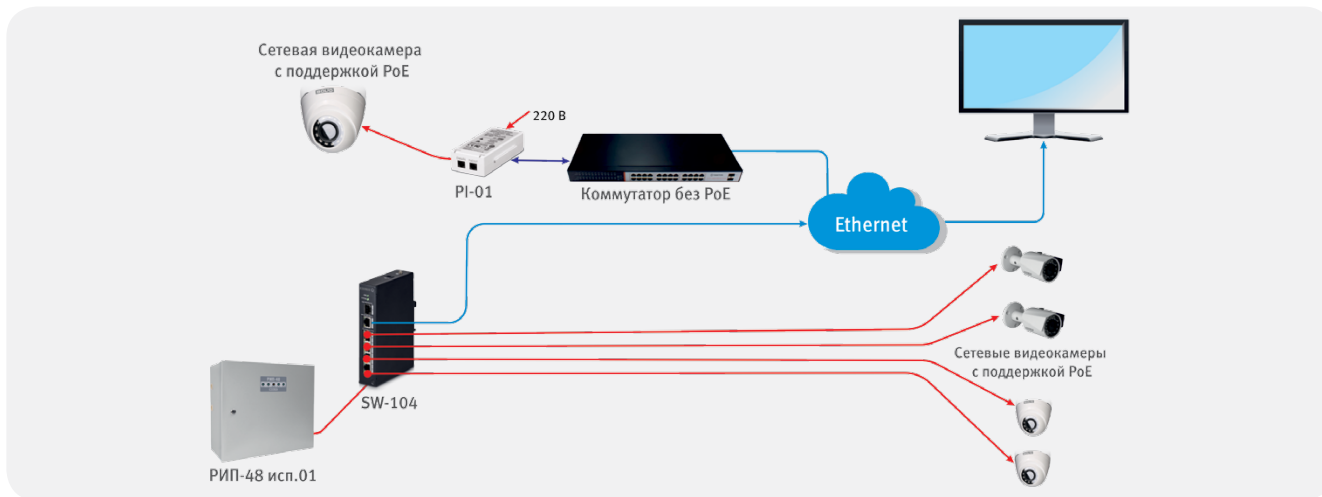 Сетевая видеокамера
с поддержкой PoE
220 В
PI-01
Коммутатор без PoE
Ethernet
SW-104
Сетевые видеокамеры
с поддержкой PoE
РИП-48 исп.01